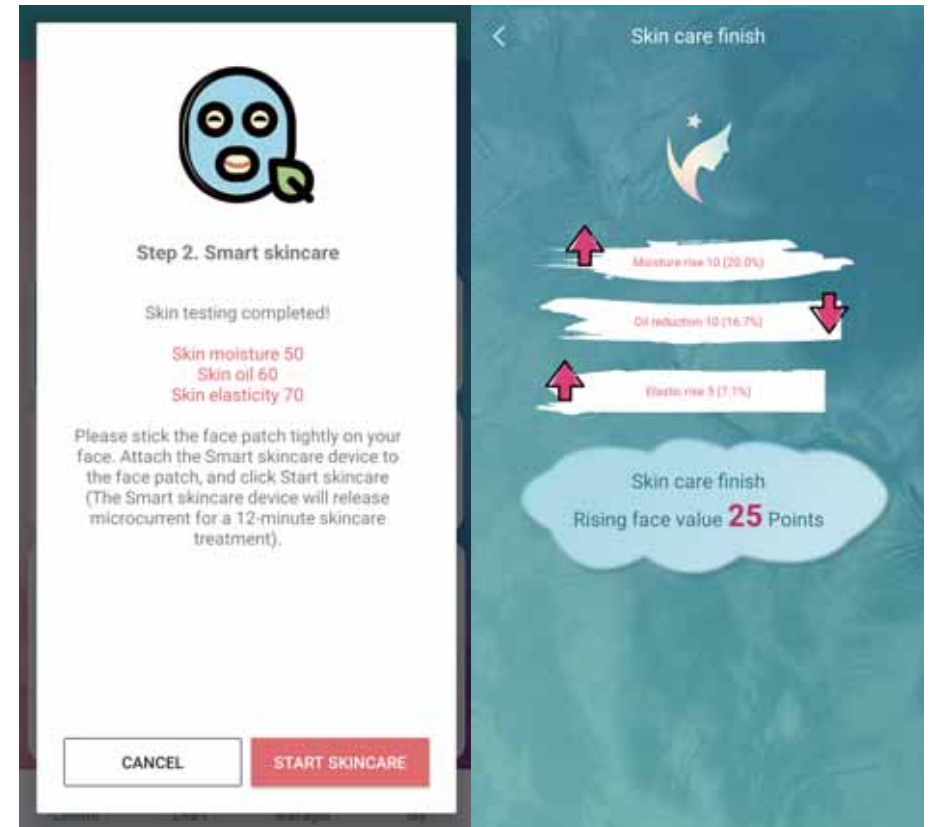 Step 2. Smart skincare
Skin testing completed!
Skin moisture 50
Skin oil 60
Skin elasticity 70
Please stick the face patch tightly on your
face. Attach the Smart skincare device to
the face patch, and click Start skincare
(The Smart skincare device will release
microcurrent for a 12-minute skincare
treatment).
CANCEL
START SKINCARE
Skin care finish
Moisture rise 10 (20.0%)
Oil reduction 10 (16.7%)
Elastic rise 5 (7.1%)
Skin care finish
Rising face value 25 Points